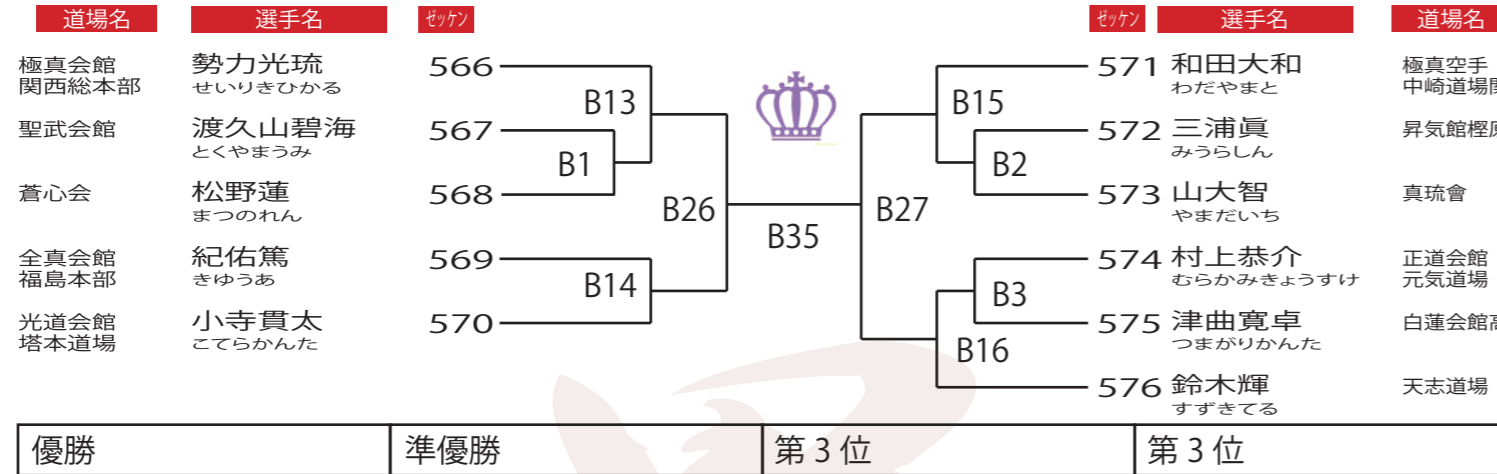 道場名 選手名 ゼッケン ゼッケン 選手名 道場名
極真会館
関西総本部
勢力光琉
せいりきひかる
566
聖武会館
渡久山碧海
とくやまうみ
567
蒼心会
松野蓮
まつのれん
568
全真会館
福島本部
紀佑篤
きゆうあ
569
光道会館
塔本道場
小寺貫太
こてらかんた
570
B13
B1
B14
B26
B35
B27
B15
B2
B3
B16
571
和田大和
わだやまと
極真空手
中崎道場
572
三浦眞
みうらしん
昇気館樫原
573
山大智
やまだいち
真琉會
574
村上恭介
むらかみきょうすけ
正道会館
元気道場
575
津曲寛卓
つまがりかんた
白蓮会館
576
鈴木輝
すずきてる
天志道場
優勝 準優勝 第3位 第3位